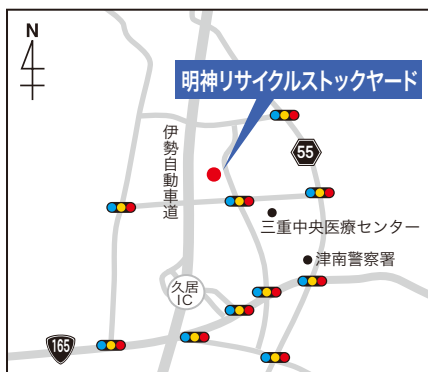 N
明神リサイクルストックヤード
伊勢自動車道
55
三重中央医療センター
津南警察署
久居
IC
165